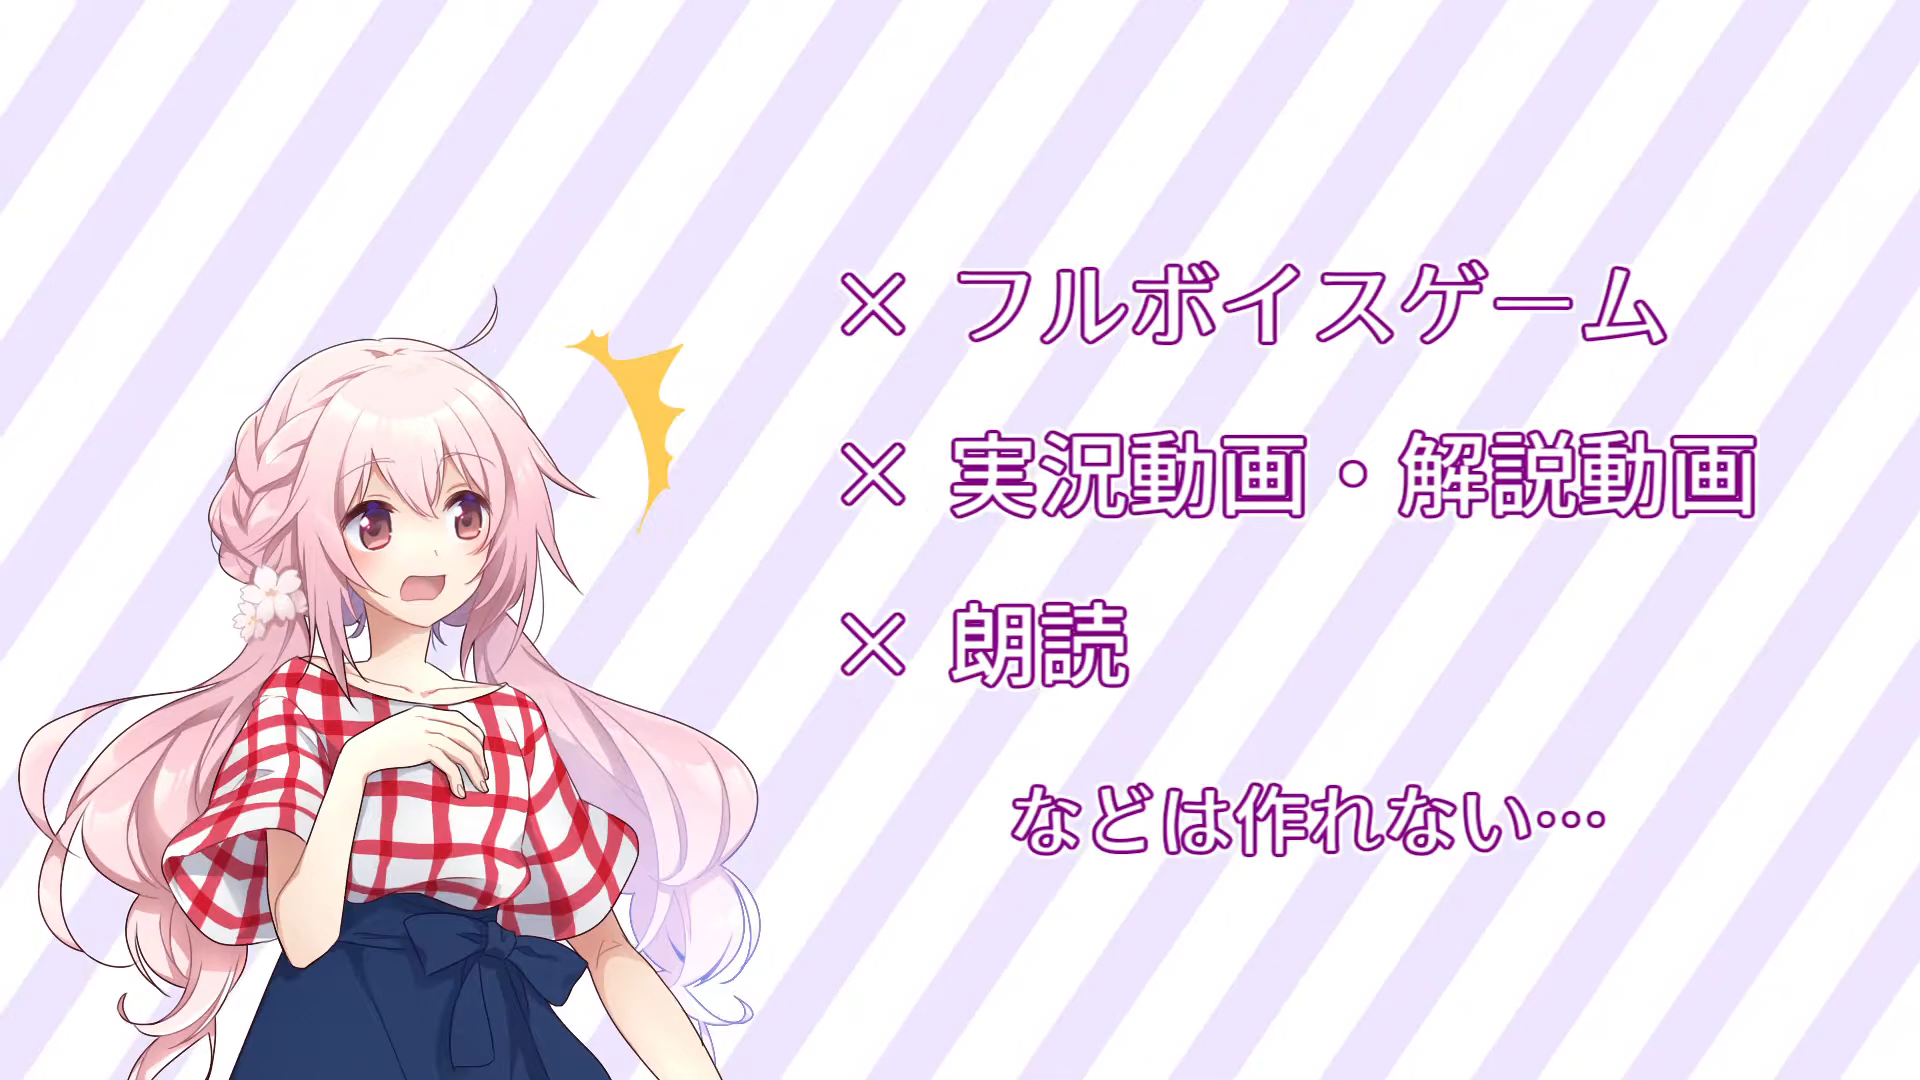 × フルボイスゲーム
× 実況動画・解説動画
× 朗読
などは作れない…